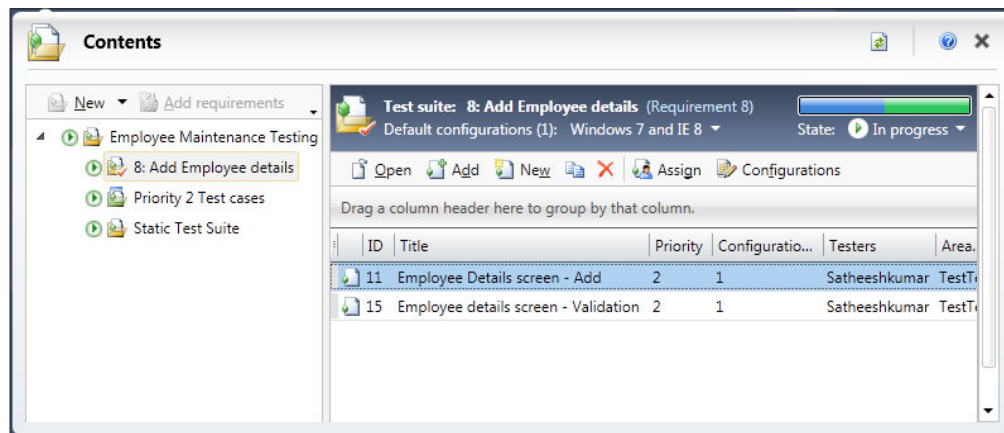 Contents
New Add requirements
Employee Maintenance Testing
8: Add Employee details
Priority 2 Test cases
Static Test Suite
Test suite: 8: Add Employee details (Requirement 8)
Default configurations (1): Windows 7 and IE 8 State: In progress
Open Add New Assign Configurations
Drag a column header here to group by that column.
ID Title Priority Configuratio... Testers Area.
11 Employee Details screen - Add 2 1 Satheeshkumar TestT
15 Employee details screen - Validation 2 1 Satheeshkumar TestT